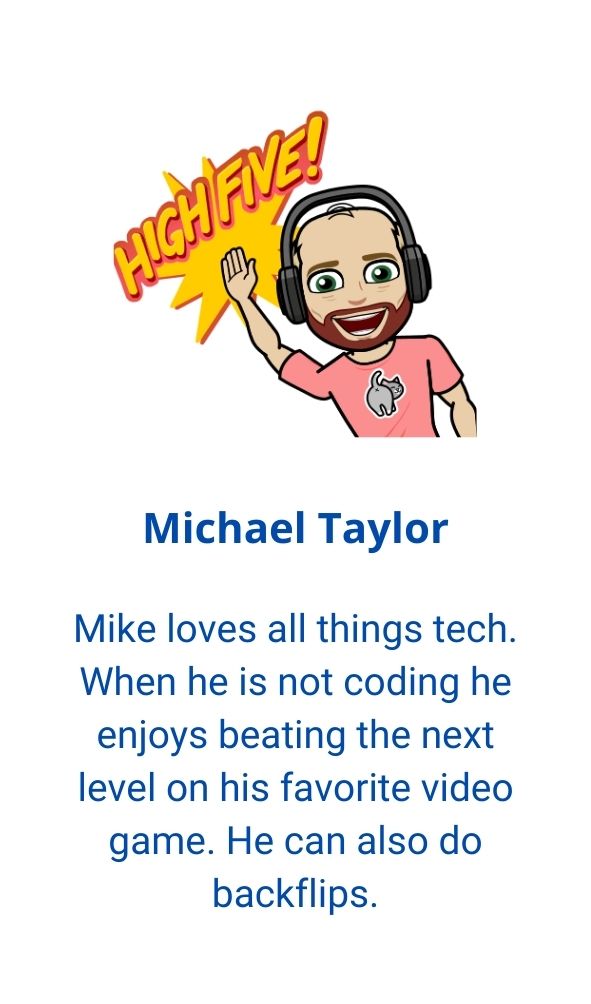 HIGH FIVE!
Michael Taylor
Mike loves all things tech.
When he is not coding he
enjoys beating the next
level on his favorite video
game. He can also do
backflips.